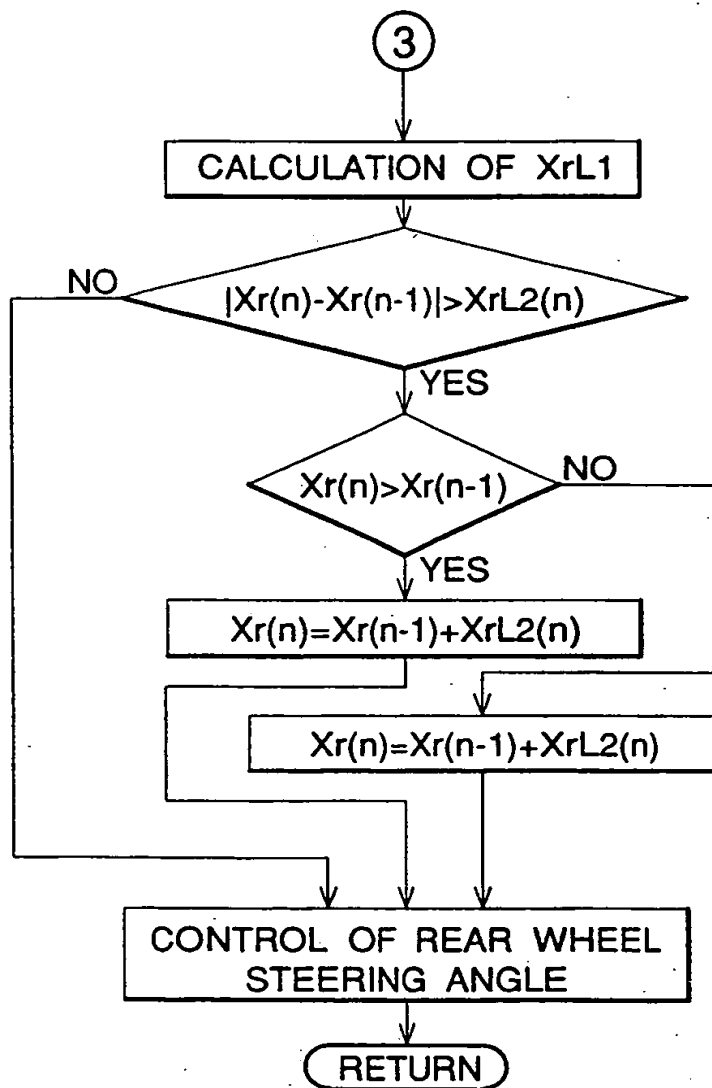 3
CALCULATION OF XrL1
NO
|Xr(n)-Xr(n-1)|>XrL2(n)
YES
Xr(n)>Xr(n-1)
NO
YES
Xr(n)=Xr(n-1)+XrL2(n)
Xr(n)=Xr(n-1)+XrL2(n)
CONTROL OF REAR WHEEL
STEERING ANGLE
RETURN